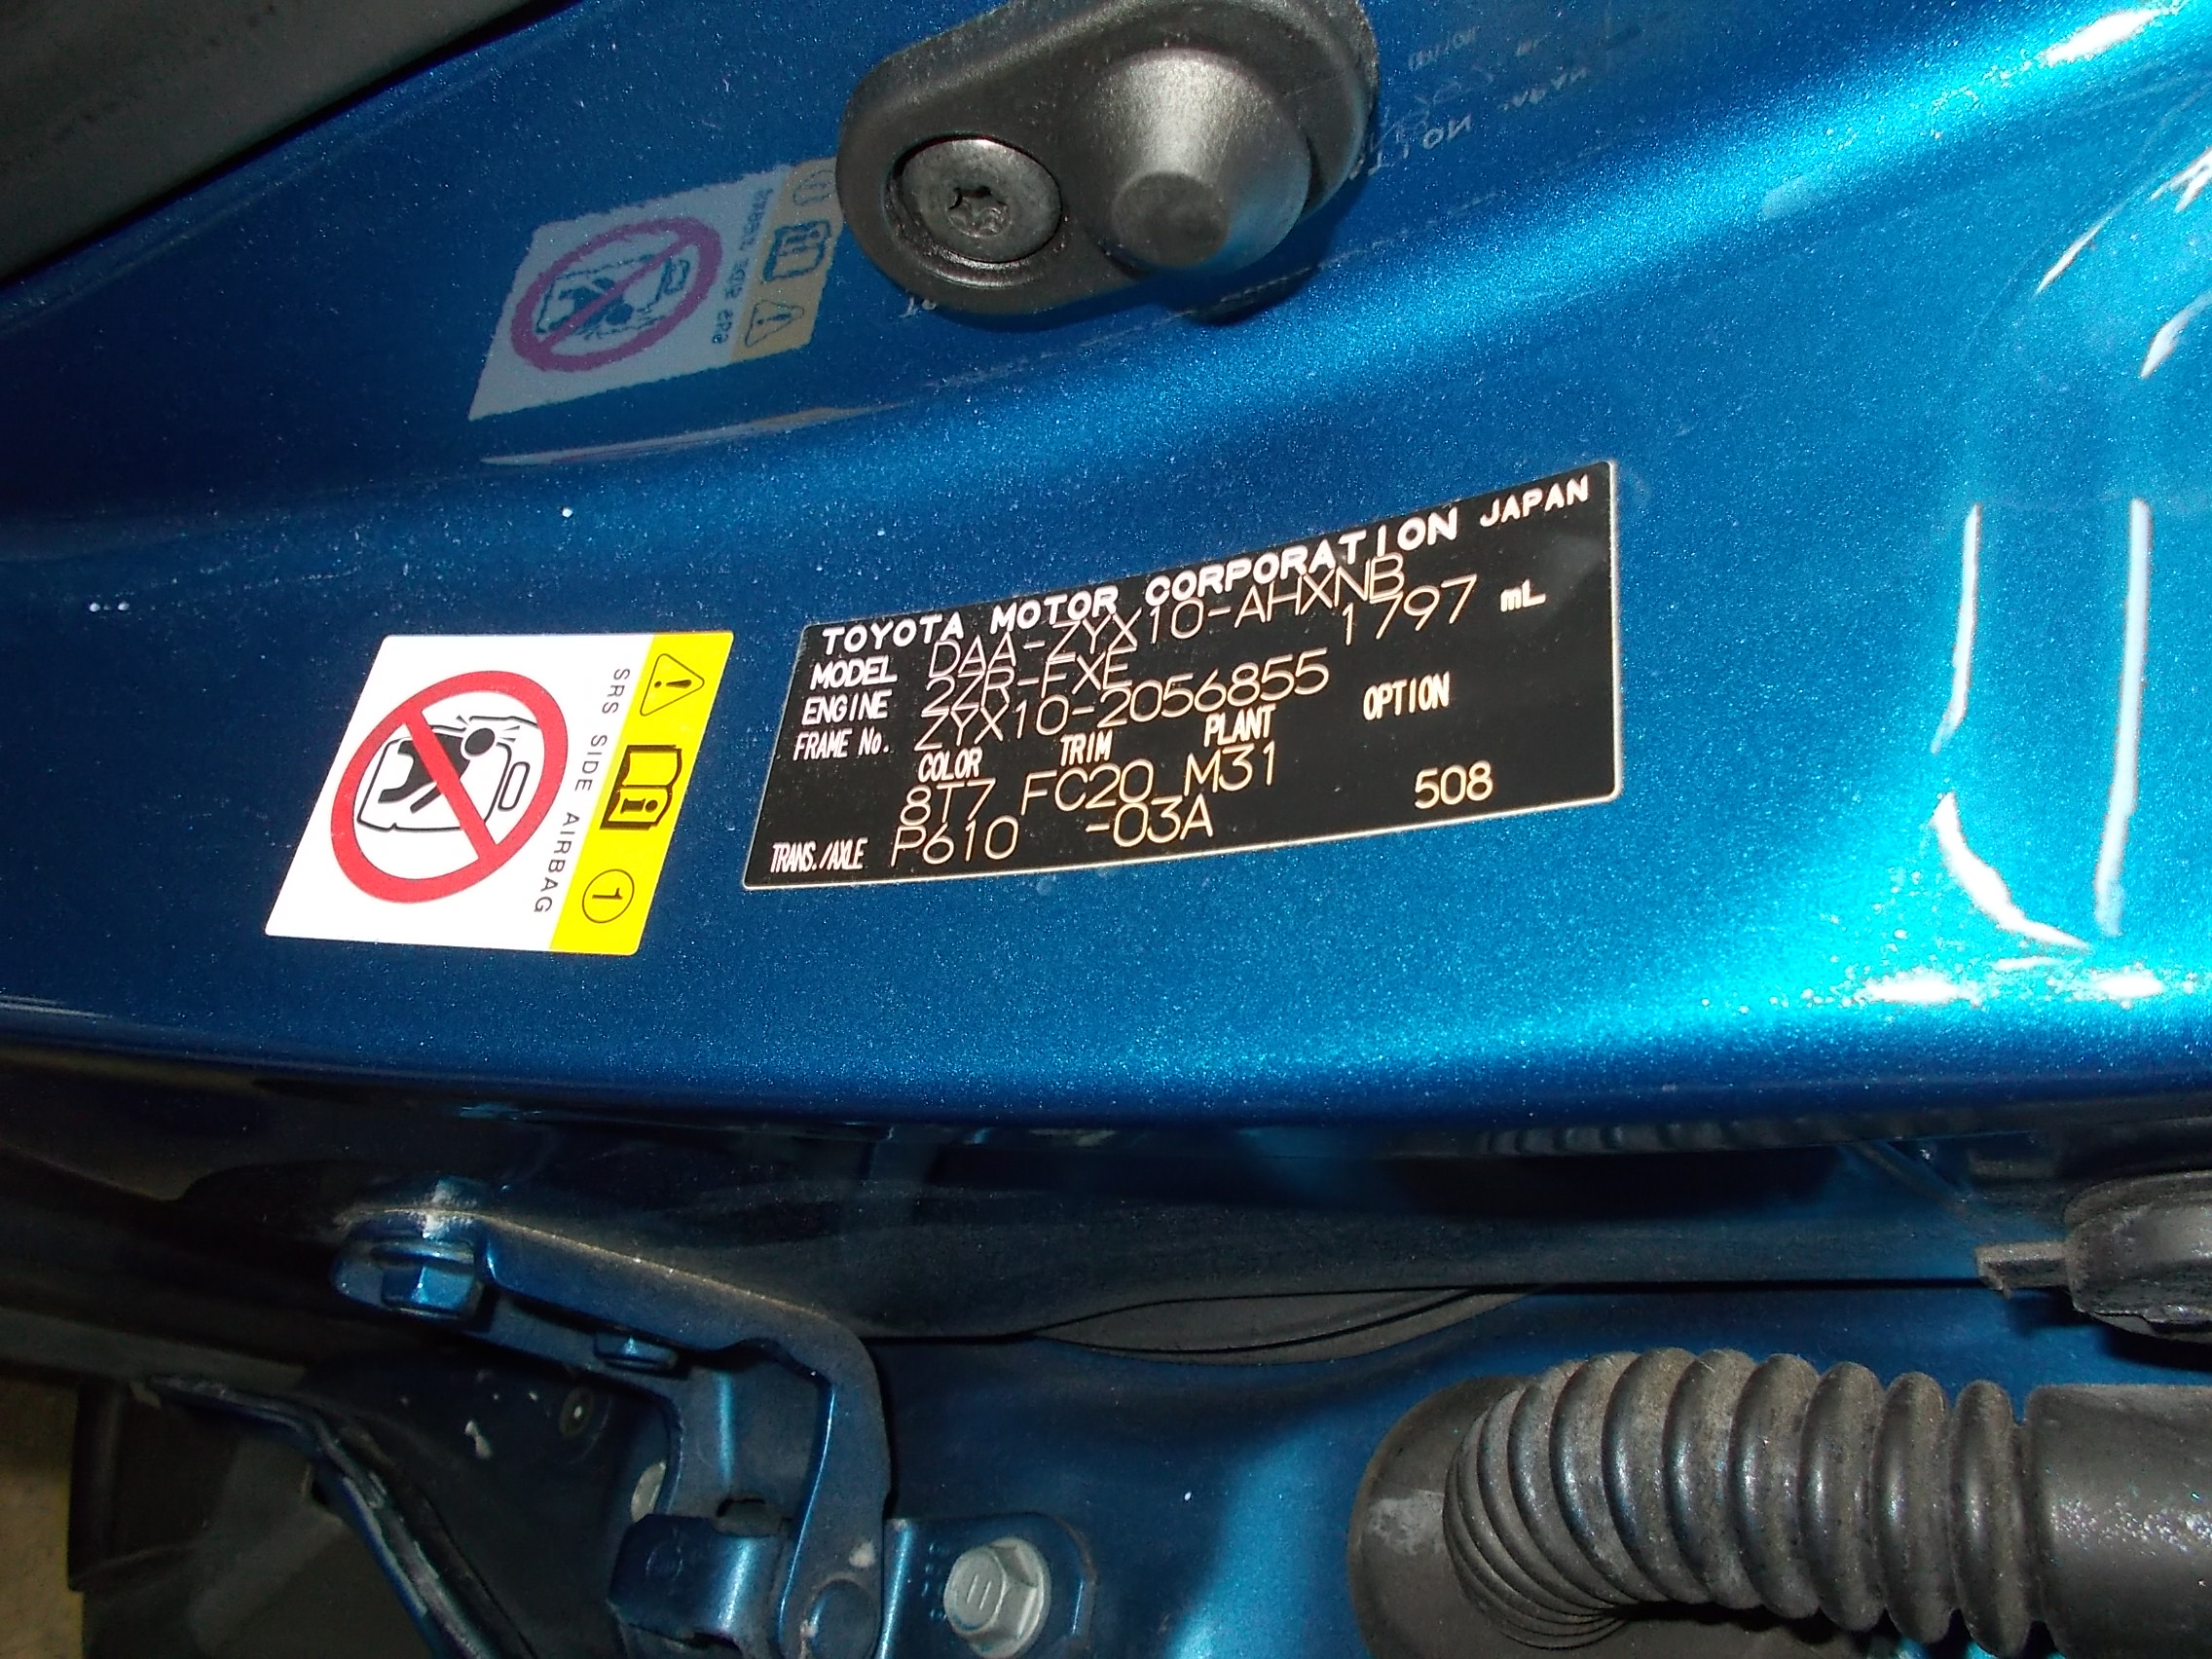 TOYOTA MOTOR CORPORATION JAPAN
MODEL DAA-ZYX10-AHXNB
ENGINE 2ZR-FXE 1797 mL
FRAME No. ZYX10-2056855
COLOR TRIM PLANT OPTION
8T7 FC20 M31
TRANS./AXLE P610 -03A 508
SRS SIDE AIRBAG
1